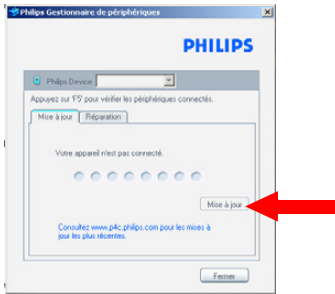 Philips Gestionnaire de périphériques
PHILIPS
Philips Device
Appuyez sur 'F5' pour vérifier les périphériques connectés.
Mise à jour Réparation
Votre appareil n'est pas connecté.
Mise à jour
Consultez www.p4c.philips.com pour les mises à
jour les plus récentes.
Fermer